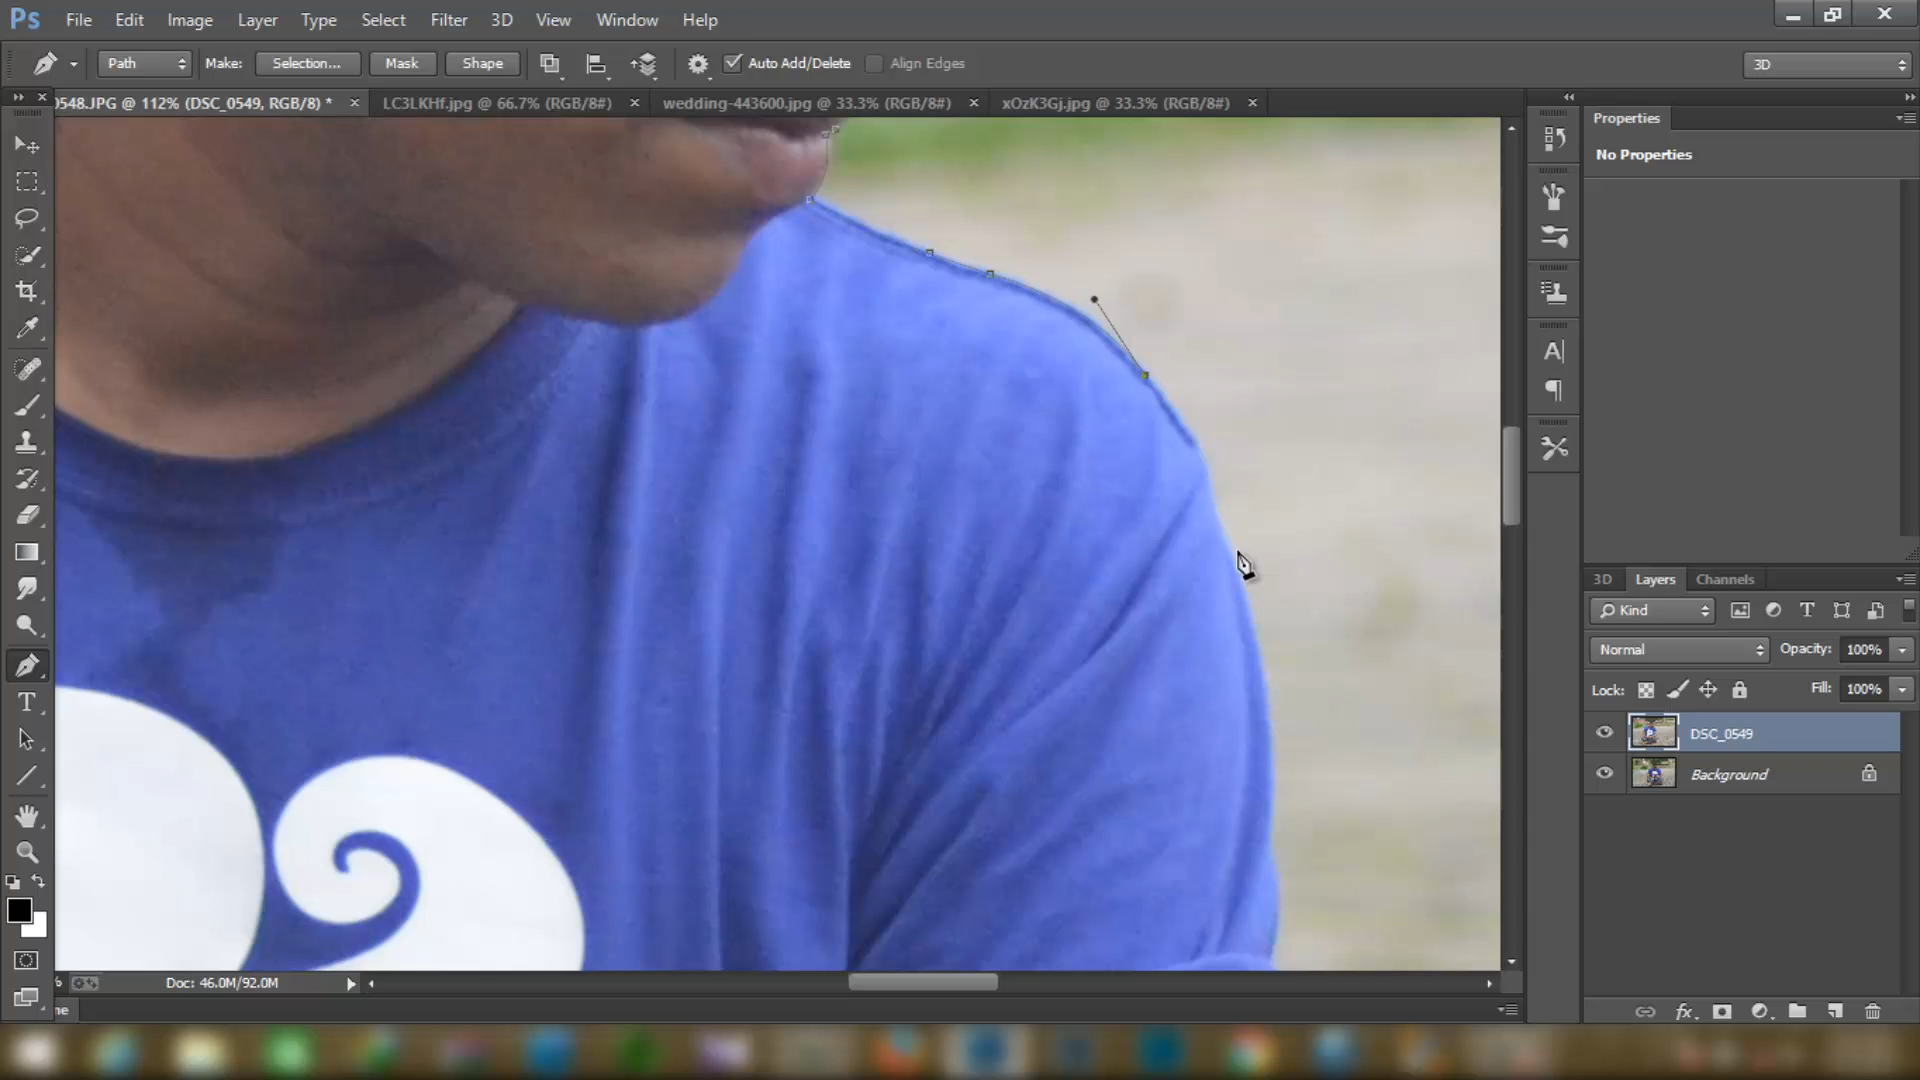 Ps File Edit Image Layer Type Select Filter 3D View Window Help
Path Make: Selection... Mask Shape Auto Add/Delete Align Edges 3D
0548.JPG @ 112% (DSC_0549, RGB/8) * × LC3LKHf.jpg @ 66.7% (RGB/8#) × wedding-443600.jpg @ 33.3% (RGB/8#) × xOzK3Gj.jpg @ 33.3% (RGB/8#) ×
Properties
No Properties
3D Layers Channels
Kind
Normal Opacity: 100%
Lock: Fill: 100%
DSC_0549
Background
% Doc: 46.0M/92.0M
ne